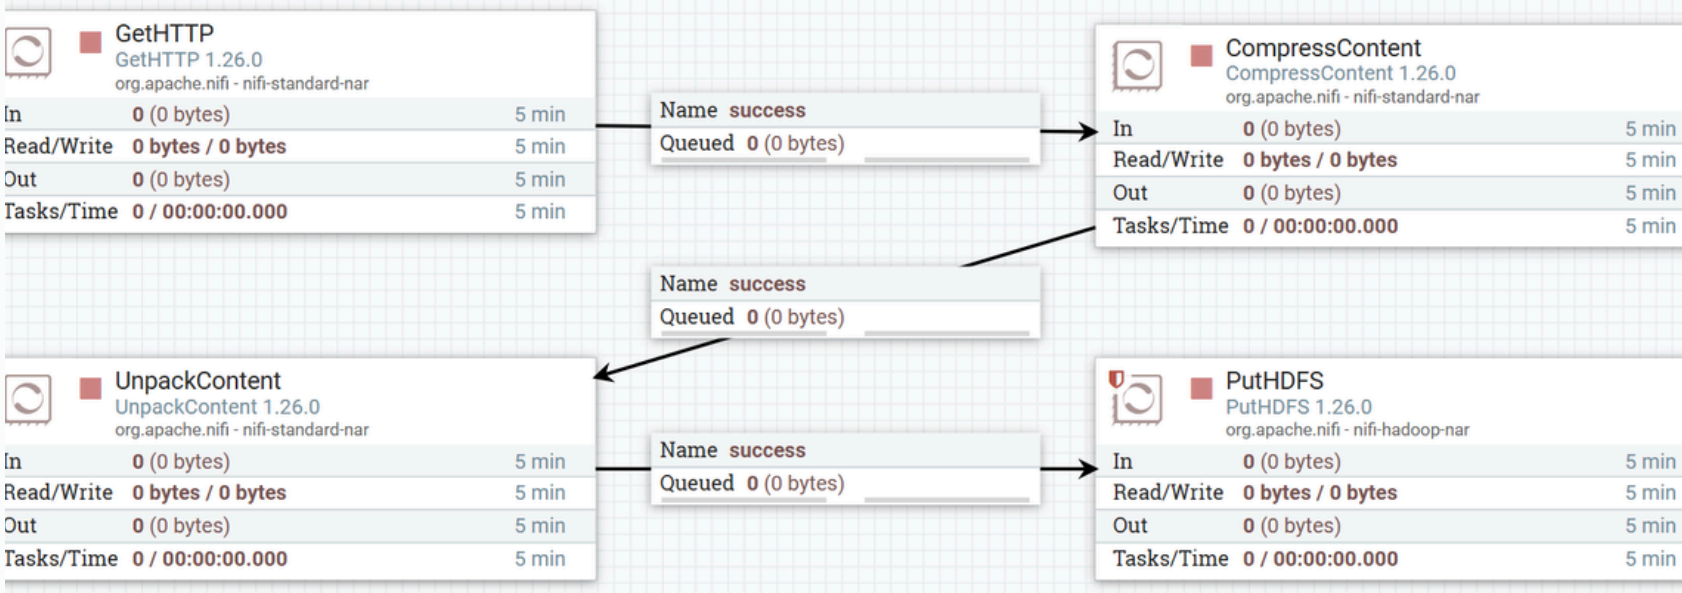 GetHTTP
GetHTTP 1.26.0
org.apache.nifi - nifi-standard-nar
In 0 (0 bytes) 5 min
Read/Write 0 bytes / 0 bytes 5 min
Out 0 (0 bytes) 5 min
Tasks/Time 0 / 00:00:00.000 5 min
Name success
Queued 0 (0 bytes)
CompressContent
CompressContent 1.26.0
org.apache.nifi - nifi-standard-nar
In 0 (0 bytes) 5 min
Read/Write 0 bytes / 0 bytes 5 min
Out 0 (0 bytes) 5 min
Tasks/Time 0 / 00:00:00.000 5 min
Name success
Queued 0 (0 bytes)
UnpackContent
UnpackContent 1.26.0
org.apache.nifi - nifi-standard-nar
In 0 (0 bytes) 5 min
Read/Write 0 bytes / 0 bytes 5 min
Out 0 (0 bytes) 5 min
Tasks/Time 0 / 00:00:00.000 5 min
Name success
Queued 0 (0 bytes)
PutHDFS
PutHDFS 1.26.0
org.apache.nifi - nifi-hadoop-nar
In 0 (0 bytes) 5 min
Read/Write 0 bytes / 0 bytes 5 min
Out 0 (0 bytes) 5 min
Tasks/Time 0 / 00:00:00.000 5 min